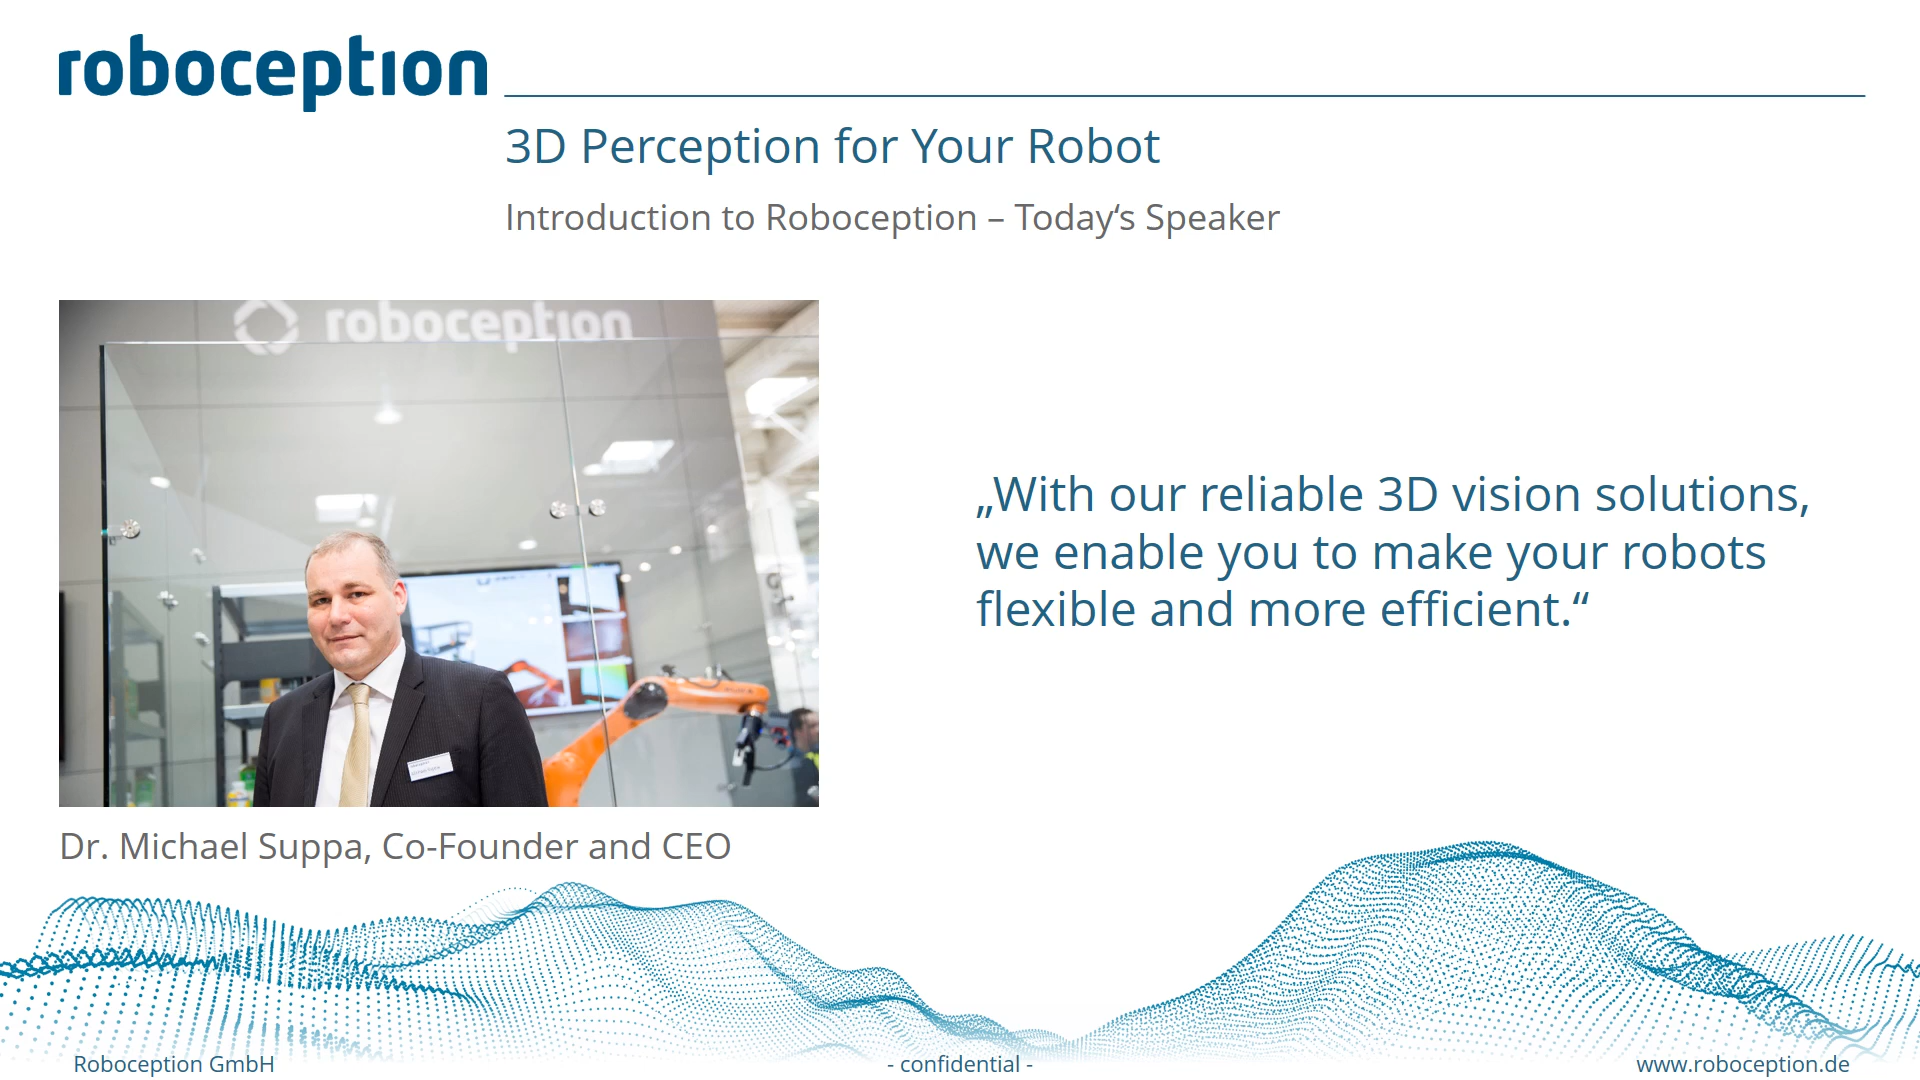 roboception
3D Perception for Your Robot
Introduction to Roboception – Today‘s Speaker
roboception
„With our reliable 3D vision solutions,
we enable you to make your robots
flexible and more efficient.“
Dr. Michael Suppa, Co-Founder and CEO
Roboception GmbH
- confidential -
www.roboception.de